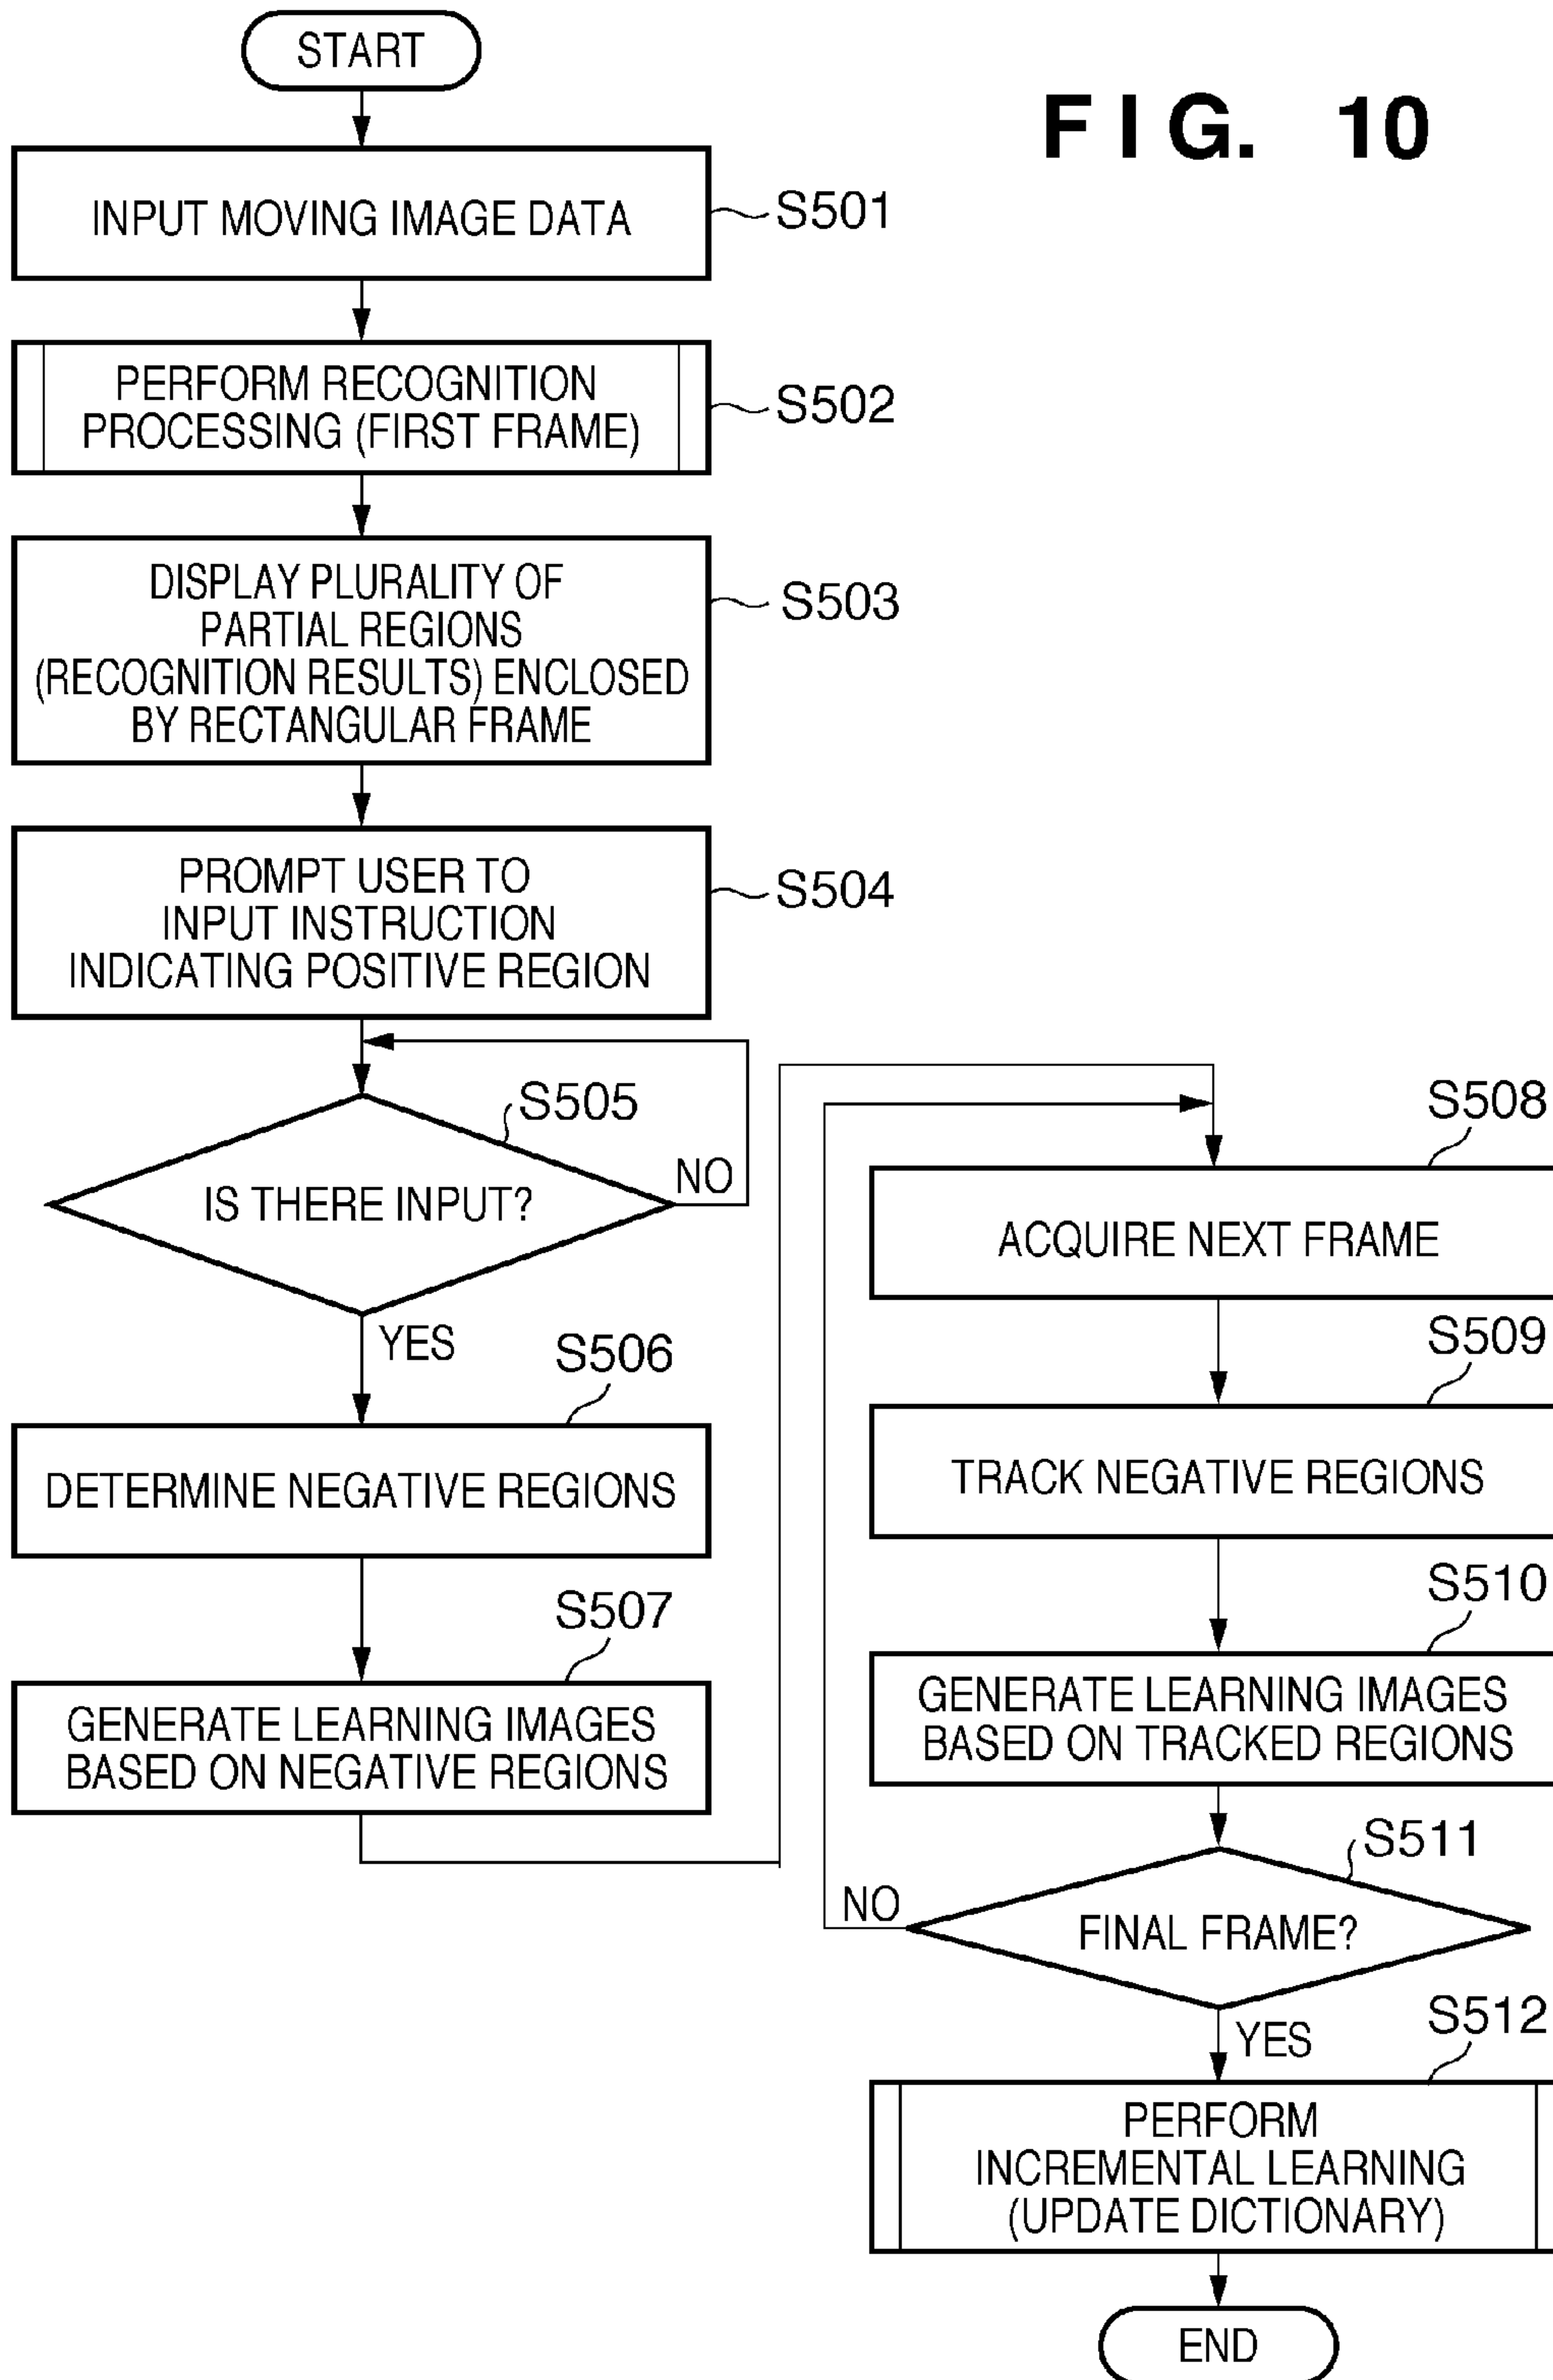 START
FIG. 10
INPUT MOVING IMAGE DATA
S501
PERFORM RECOGNITION
PROCESSING (FIRST FRAME)
S502
DISPLAY PLURALITY OF
PARTIAL REGIONS
(RECOGNITION RESULTS) ENCLOSED
BY RECTANGULAR FRAME
S503
PROMPT USER TO
INPUT INSTRUCTION
INDICATING POSITIVE REGION
S504
S505
IS THERE INPUT?
NO
YES
S506
DETERMINE NEGATIVE REGIONS
S507
GENERATE LEARNING IMAGES
BASED ON NEGATIVE REGIONS
S508
ACQUIRE NEXT FRAME
S509
TRACK NEGATIVE REGIONS
S510
GENERATE LEARNING IMAGES
BASED ON TRACKED REGIONS
S511
FINAL FRAME?
NO
YES
S512
PERFORM
INCREMENTAL LEARNING
(UPDATE DICTIONARY)
END